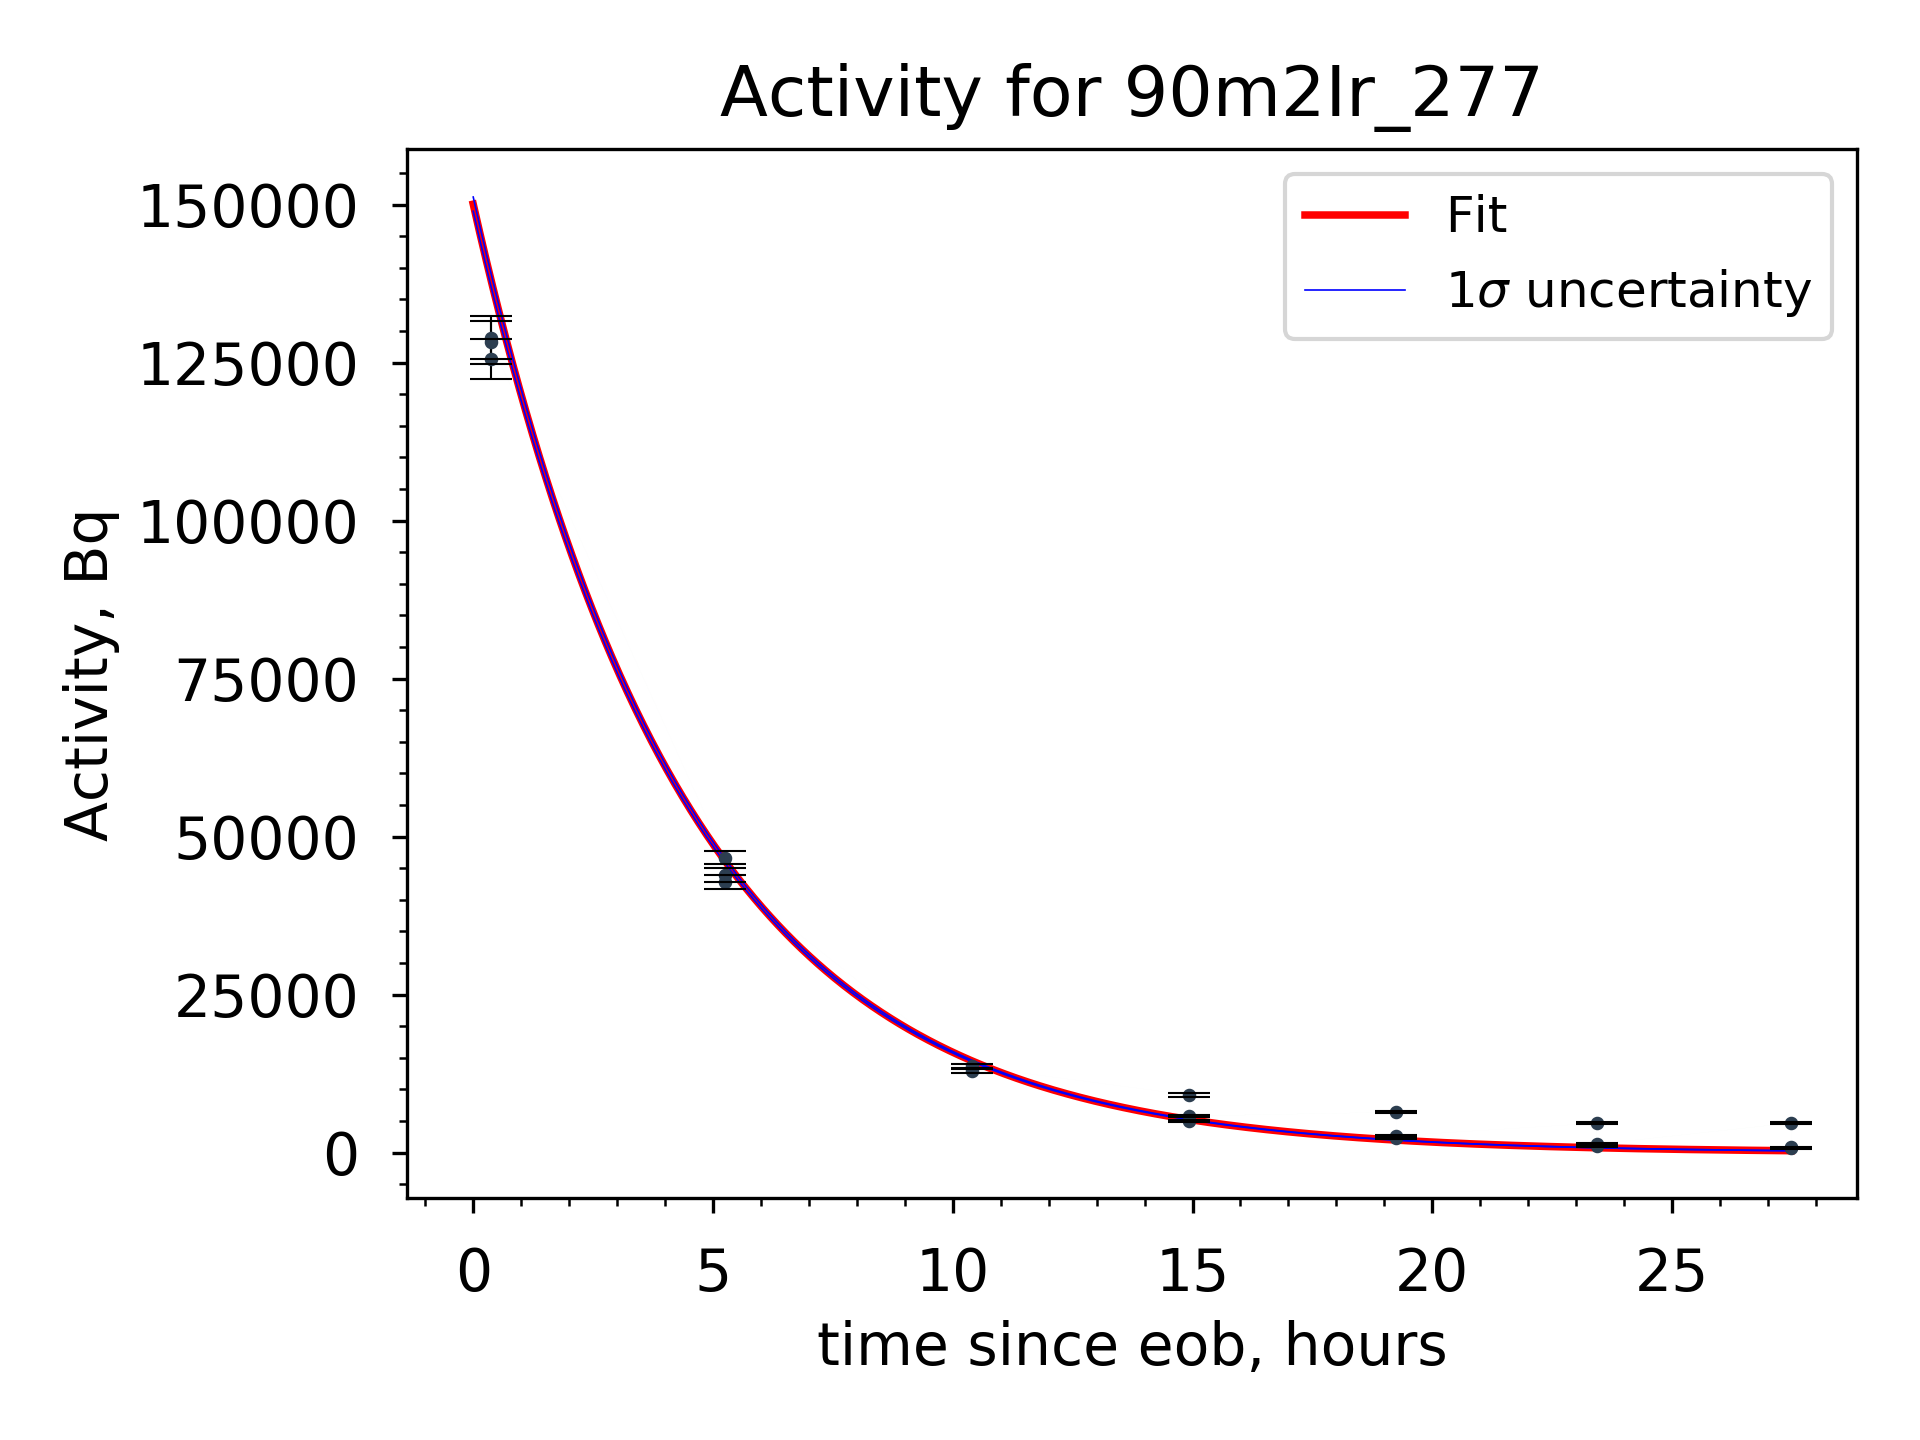 Activity for 90m2Ir_277
Fit
1σ uncertainty
150000
125000
100000
75000
50000
25000
0
Activity, Bq
0 5 10 15 20 25
time since eob, hours